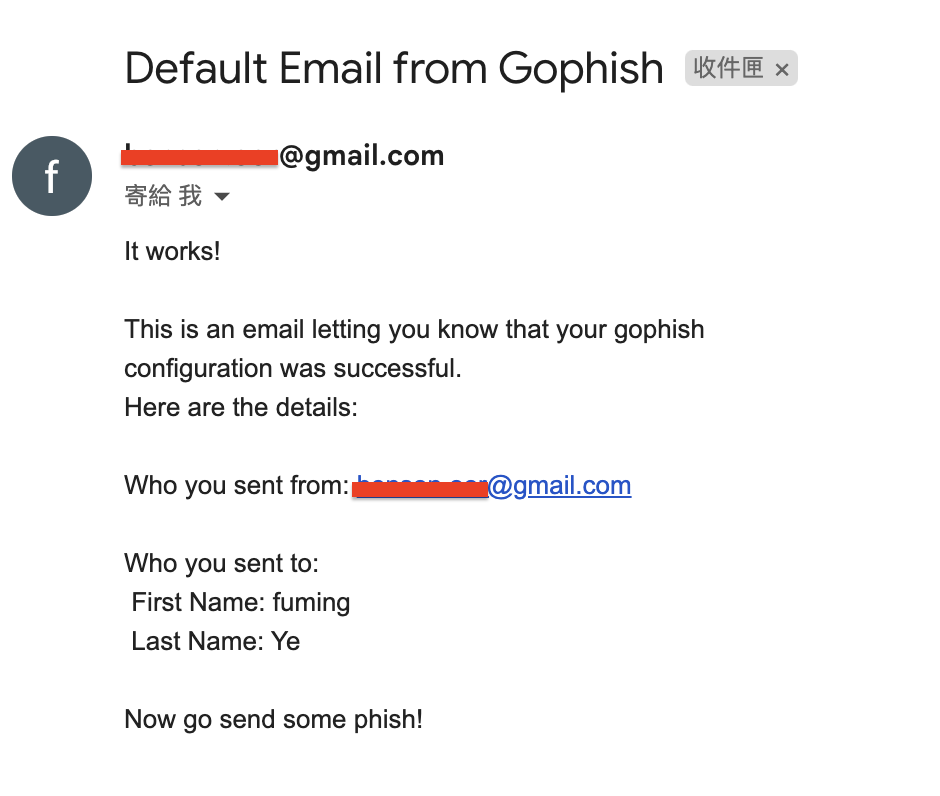 Default Email from Gophish 收件匣 ×
f
@gmail.com
寄給 我
It works!
This is an email letting you know that your gophish
configuration was successful.
Here are the details:
Who you sent from: @gmail.com
Who you sent to:
First Name: fuming
Last Name: Ye
Now go send some phish!